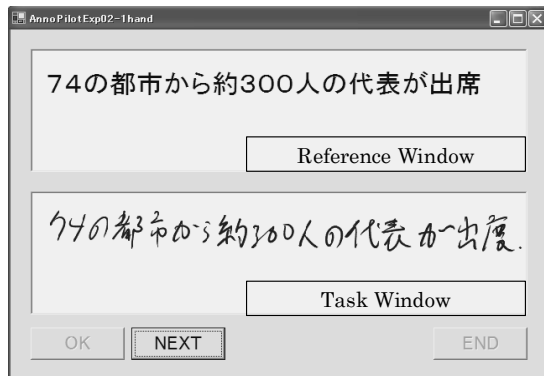 AnnoPilotExp02-1hand
74の都市から約300人の代表が出席
Reference Window
74の都市から約300人の代表が出席.
Task Window
OK NEXT END